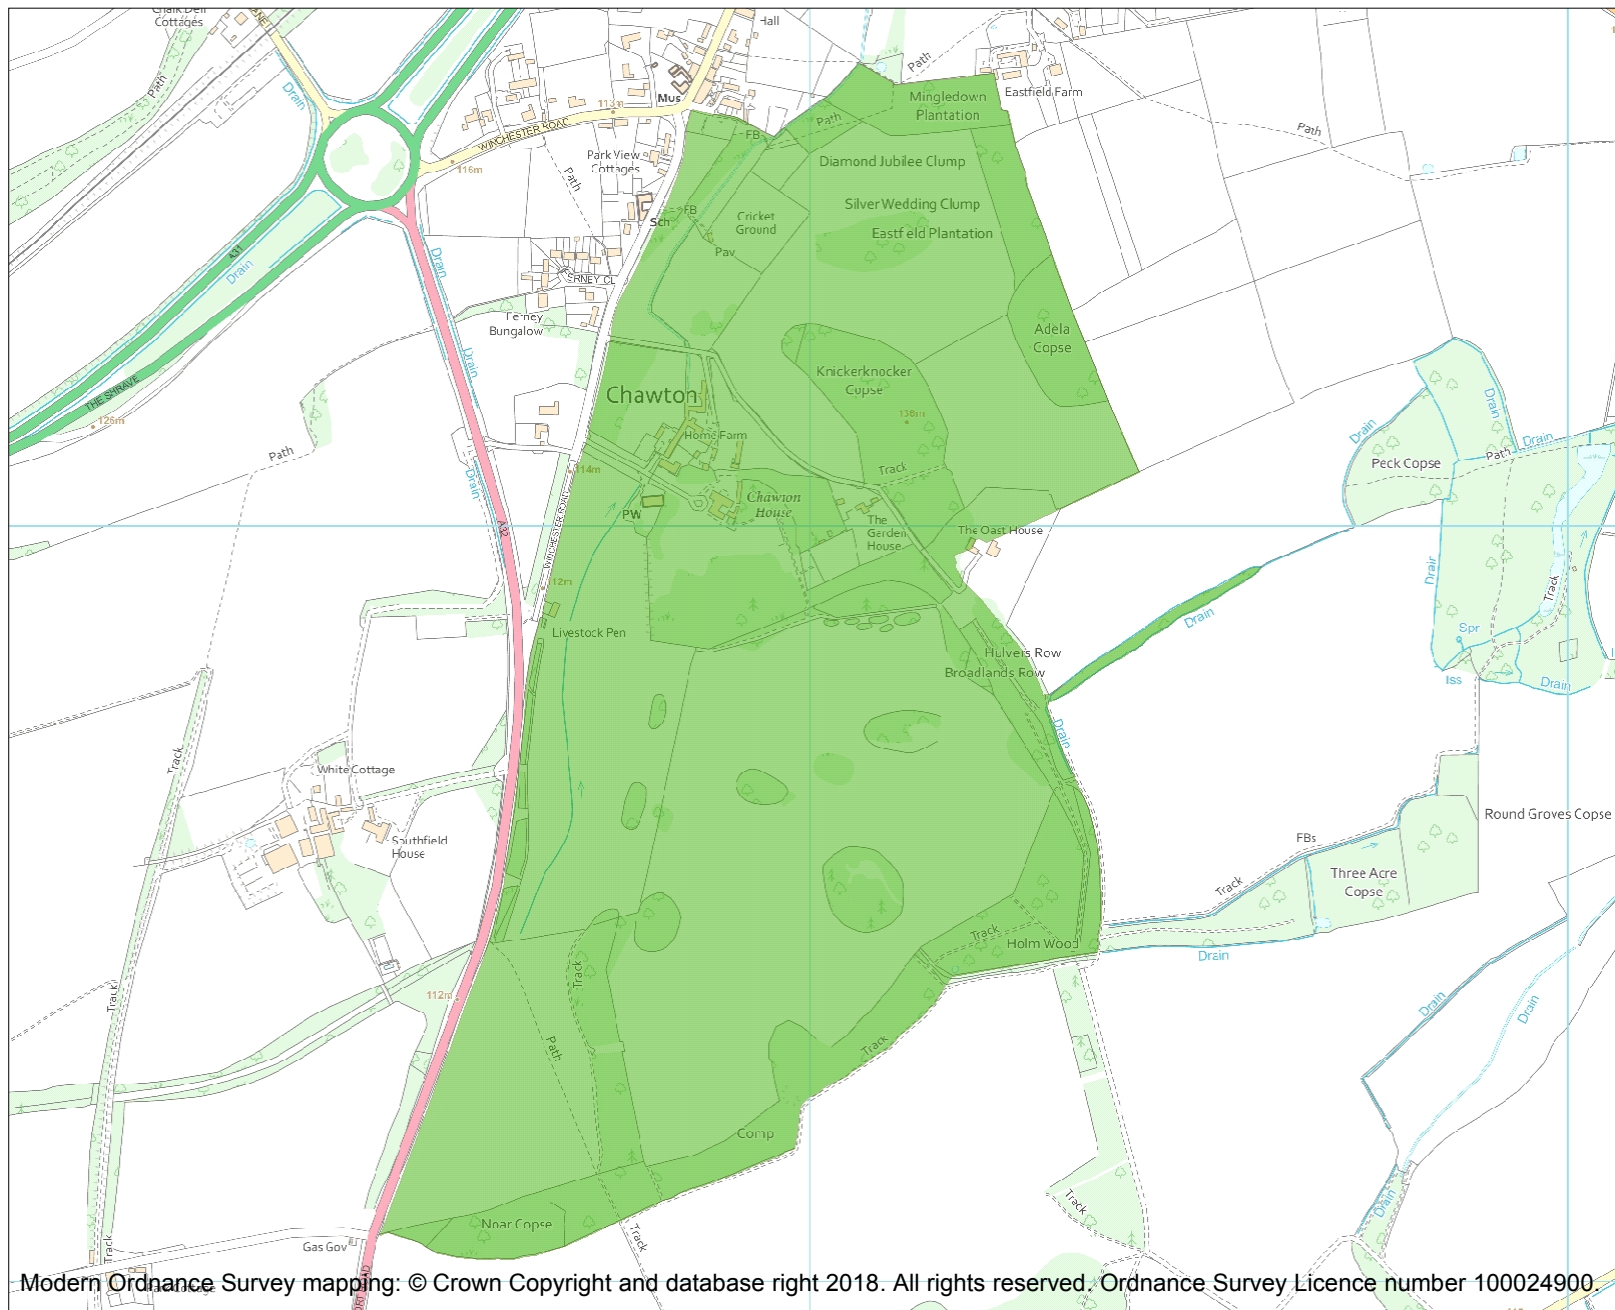 Chalk Dell
Cottages
Path
Drain
Hall
Path
Mus
113m
WINCHESTER ROAD
116m
Park View
Cottages
Path
Sch
FB
FB
Path
Mingledown
Plantation
Eastfield Farm
Path
Diamond Jubilee Clump
Silver Wedding Clump
Eastfield Plantation
Cricket
Ground
Pav
A31
Drain
Drain
Drain
THE SHRAVE
126m
Path
Ferney
Bungalow
Adela
Copse
Knickerknocker
Copse
138m
Chawton
Home Farm
Track
114m
Chawton
House
PW
The
Garden
House
The Oast House
Drain
Drain
Drain
Path
Drain
Peck Copse
Track
Spr
Iss
Drain
Drain
A32
WINCHESTER ROAD
112m
Livestock Pen
Hulvers Row
Broadlands Row
Drain
Drain
Track
White Cottage
Southfield
House
Round Groves Copse
FBs
Three Acre
Copse
Track
Drain
Track
Holm Wood
Track
Track
112m
Path
Track
Drain
Drain
Comp
Noar Copse
Track
Track
Drain
Gas Gov
Track
Modern Ordnance Survey mapping: © Crown Copyright and database right 2018. All rights reserved. Ordnance Survey Licence number 100024900.